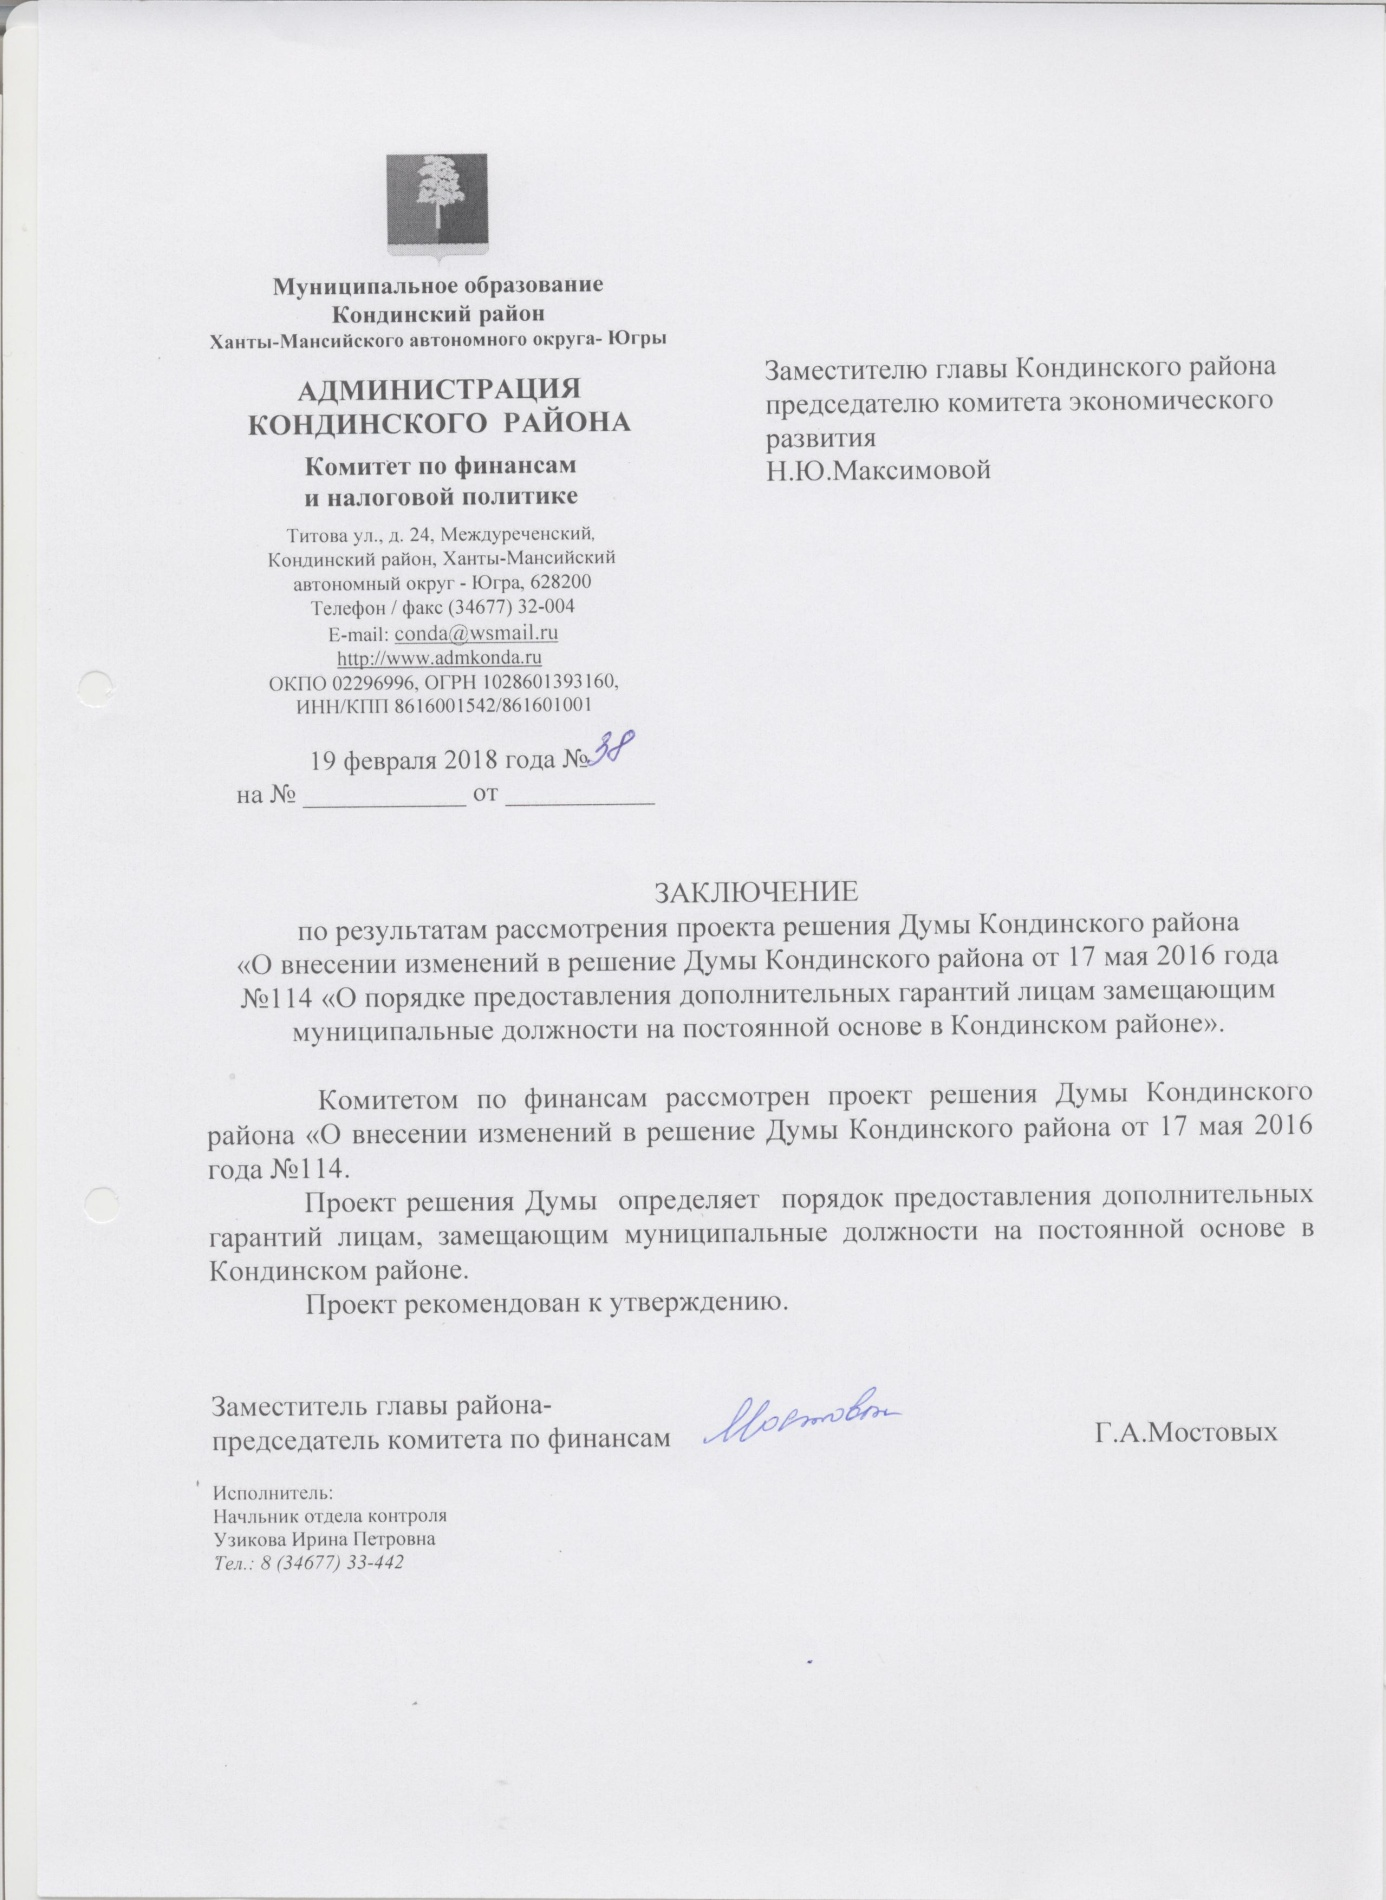 Муниципальное образование
Кондинский район
Ханты-Мансийского автономного округа- Югры
АДМИНИСТРАЦИЯ
КОНДИНСКОГО РАЙОНА
Комитет по финансам
и налоговой политике
Титова ул., д. 24, Междуреченский,
Кондинский район, Ханты-Мансийский
автономный округ - Югра, 628200
Телефон / факс (34677) 32-004
E-mail: conda@wsmail.ru
http://www.admkonda.ru
ОКПО 02296996, ОГРН 1028601393160,
ИНН/КПП 8616001542/861601001
19 февраля 2018 года № 38
на № ____________ от ___________
Заместителю главы Кондинского района
председателю комитета экономического
развития
Н.Ю.Максимовой
ЗАКЛЮЧЕНИЕ
по результатам рассмотрения проекта решения Думы Кондинского района
«О внесении изменений в решение Думы Кондинского района от 17 мая 2016 года
№114 «О порядке предоставления дополнительных гарантий лицам замещающим
муниципальные должности на постоянной основе в Кондинском районе».
Комитетом по финансам рассмотрен проект решения Думы Кондинского
района «О внесении изменений в решение Думы Кондинского района от 17 мая 2016
года №114.
Проект решения Думы определяет порядок предоставления дополнительных
гарантий лицам, замещающим муниципальные должности на постоянной основе в
Кондинском районе.
Проект рекомендован к утверждению.
Заместитель главы района-
председатель комитета по финансам Г.А.Мостовых
Исполнитель:
Начльник отдела контроля
Узикова Ирина Петровна
Тел.: 8 (34677) 33-442